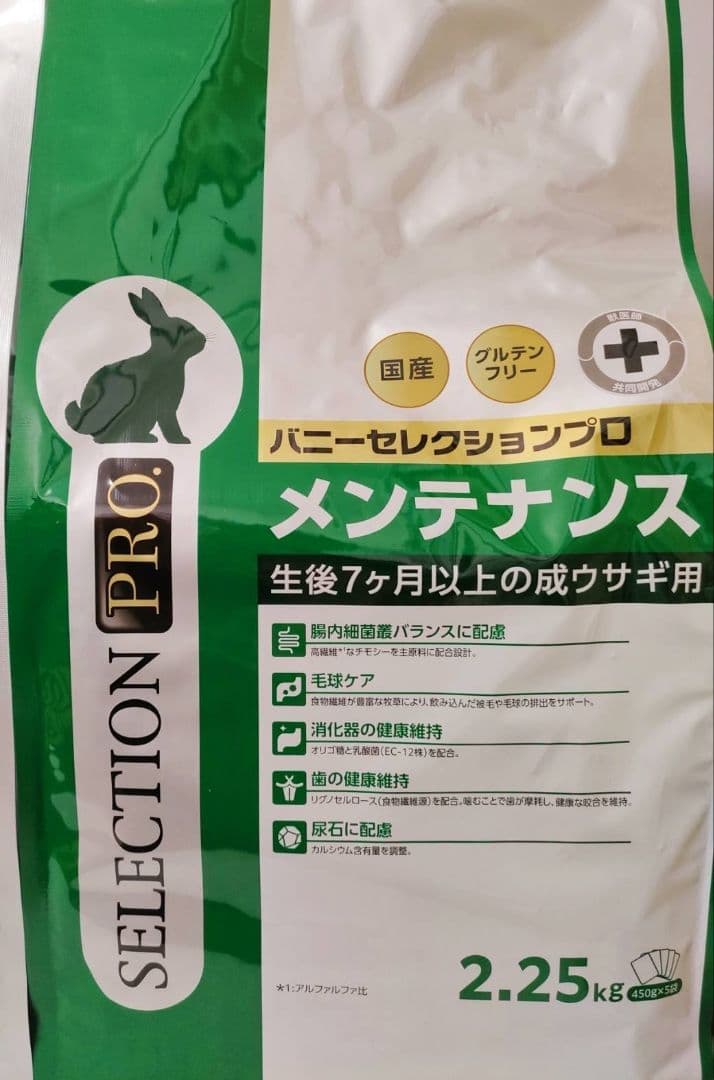 国産
グルテン
フリー
獣医師
共同開発
バニーセレクションプロ
メンテナンス
生後7ヶ月以上の成ウサギ用
腸内細菌叢バランスに配慮
高繊維*¹なチモシーを主原料に配合設計。
毛球ケア
食物繊維が豊富な牧草により、飲み込んだ被毛や毛球の排出をサポート。
消化器の健康維持
オリゴ糖と乳酸菌(EC-12株)を配合。
歯の健康維持
リグノセルロース(食物繊維源)を配合。噛むことで歯が摩耗し、健康な咬合を維持。
尿石に配慮
カルシウム含有量を調整。
*1:アルファルファ比
2.25kg
450g×5袋
SELECTION PRO.